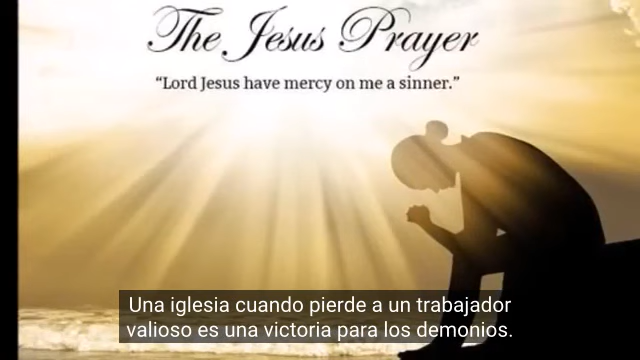 The Jesus Prayer
“Lord Jesus have mercy on me a sinner.”
Una iglesia cuando pierde a un trabajador
valioso es una victoria para los demonios.